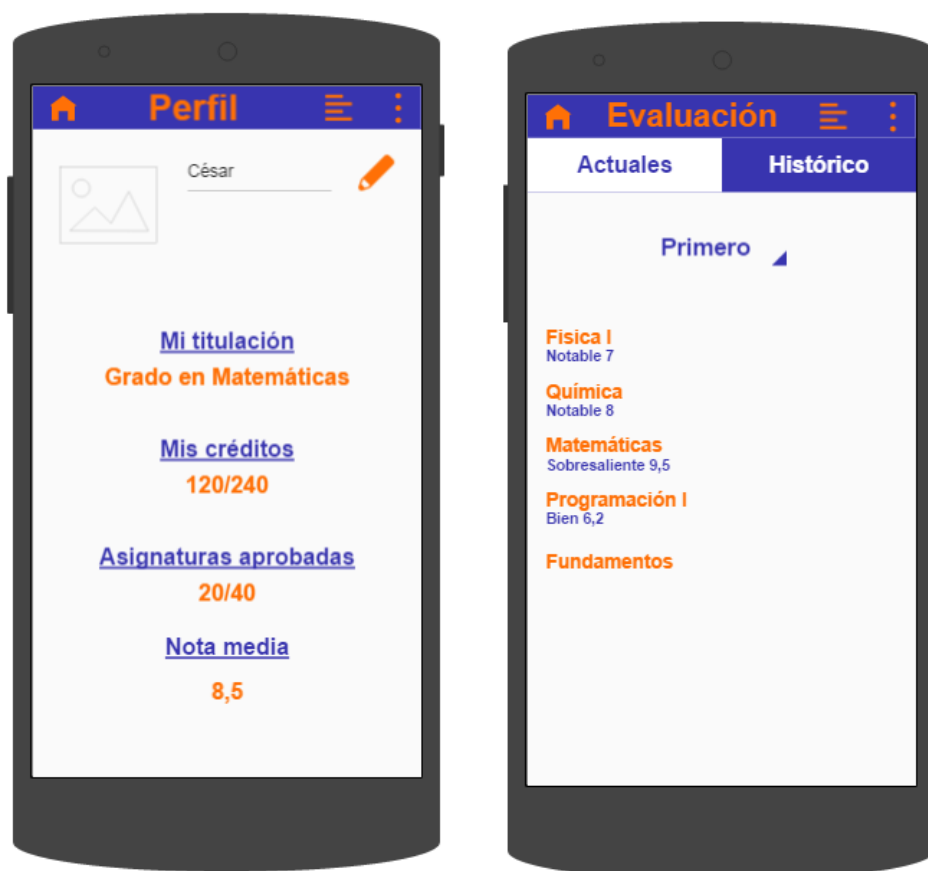 Perfil
César
Mi titulación
Grado en Matemáticas
Mis créditos
120/240
Asignaturas aprobadas
20/40
Nota media
8,5
Evaluación
Actuales
Histórico
Primero
Fisica I
Notable 7
Química
Notable 8
Matemáticas
Sobresaliente 9,5
Programación I
Bien 6,2
Fundamentos